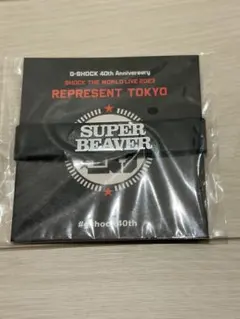 G-SHOCK 40th Anniversary
SHOCK THE WORLD LIVE 2023
REPRESENT TOKYO
SUPER
BEAVER
#gshock40th